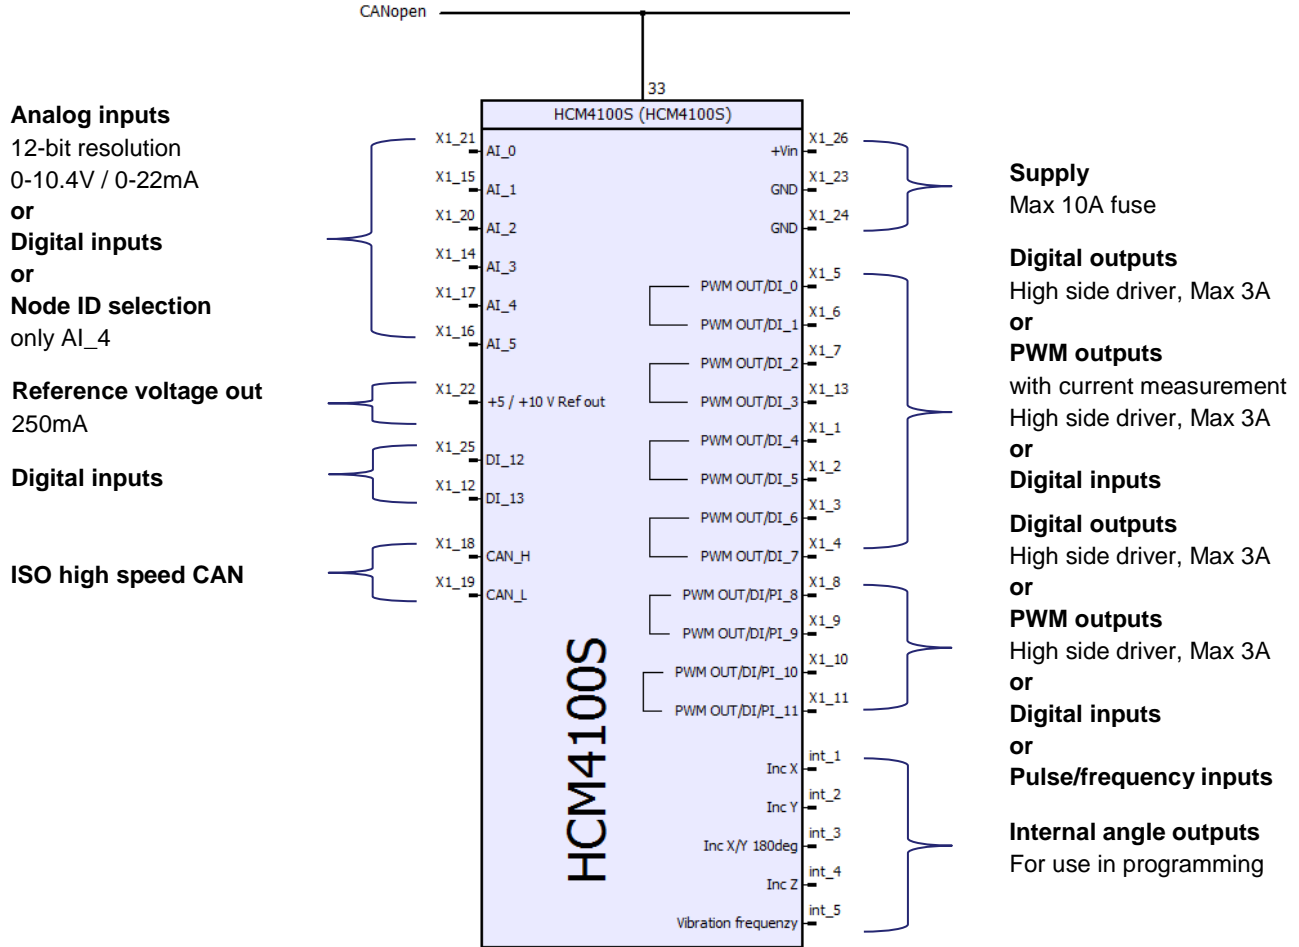 CANopen
33
HCM4100S (HCM4100S)
Analog inputs
12-bit resolution
0-10.4V / 0-22mA
or
Digital inputs
or
Node ID selection
only AI_4
Reference voltage out
250mA
Digital inputs
ISO high speed CAN
X1_21
AI_0
X1_15
AI_1
X1_20
AI_2
X1_14
AI_3
X1_17
AI_4
X1_16
AI_5
X1_22
+5 / +10 V Ref out
X1_25
DI_12
X1_12
DI_13
X1_18
CAN_H
X1_19
CAN_L
HCM4100S
X1_26
+Vin
X1_23
GND
X1_24
GND
X1_5
PWM OUT/DI_0
X1_6
PWM OUT/DI_1
X1_7
PWM OUT/DI_2
X1_13
PWM OUT/DI_3
X1_1
PWM OUT/DI_4
X1_2
PWM OUT/DI_5
X1_3
PWM OUT/DI_6
X1_4
PWM OUT/DI_7
X1_8
PWM OUT/DI/PI_8
X1_9
PWM OUT/DI/PI_9
X1_10
PWM OUT/DI/PI_10
X1_11
PWM OUT/DI/PI_11
int_1
Inc X
int_2
Inc Y
int_3
Inc X/Y 180deg
int_4
Inc Z
int_5
Vibration frequenzy
Supply
Max 10A fuse
Digital outputs
High side driver, Max 3A
or
PWM outputs
with current measurement
High side driver, Max 3A
or
Digital inputs
Digital outputs
High side driver, Max 3A
or
PWM outputs
High side driver, Max 3A
or
Digital inputs
or
Pulse/frequency inputs
Internal angle outputs
For use in programming